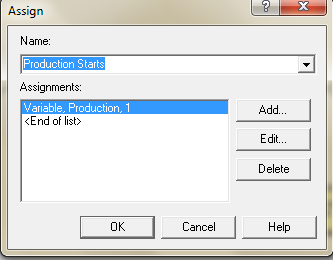 Assign
?
Name:
Production Starts
Assignments:
Variable, Production, 1
<End of list>
Add...
Edit...
Delete
OK
Cancel
Help